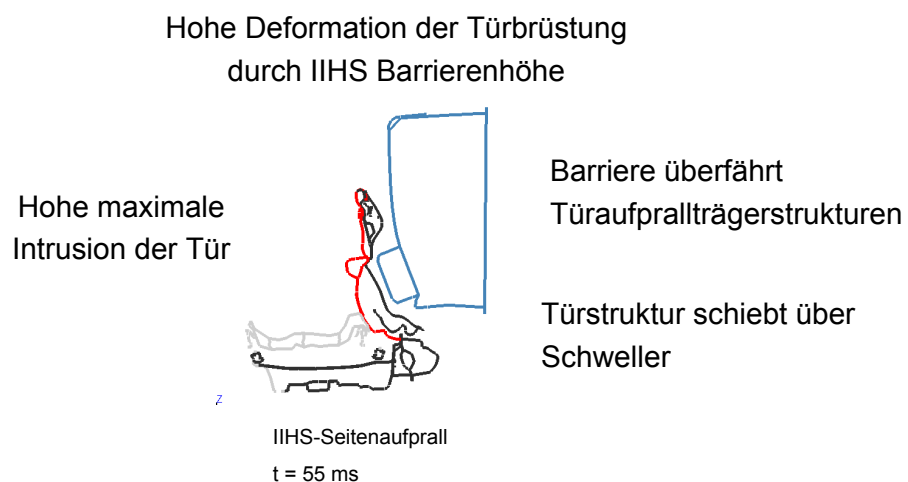 Hohe Deformation der Türbrüstung
durch IIHS Barrierenhöhe
Hohe maximale
Intrusion der Tür
Barriere überfährt
Türaufprallträgerstrukturen
Türstruktur schiebt über
Schweller
Z
IIHS-Seitenaufprall
t = 55 ms